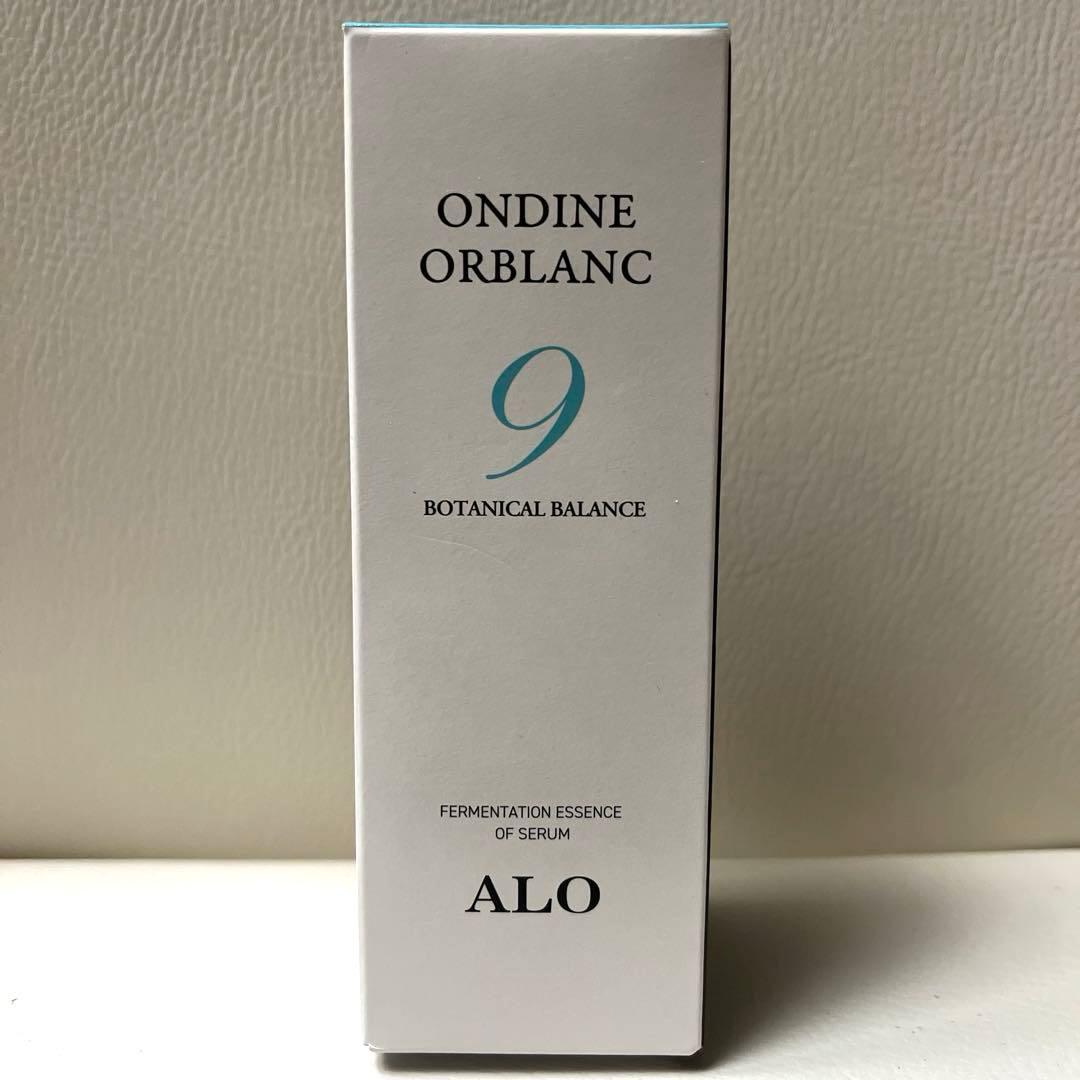 ONDINE
ORBLANC
9
BOTANICAL BALANCE
FERMENTATION ESSENCE
OF SERUM
ALO